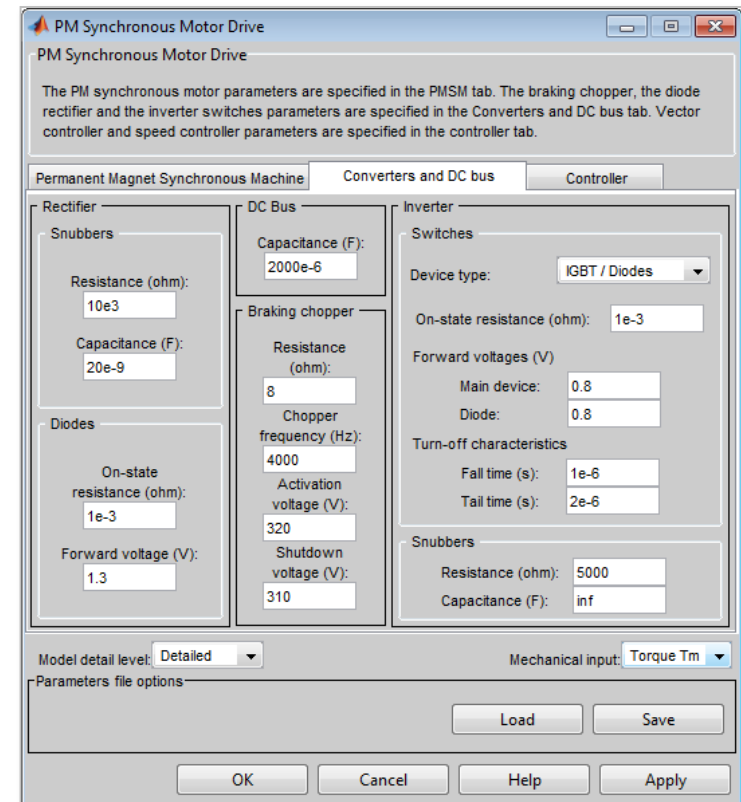 PM Synchronous Motor Drive
PM Synchronous Motor Drive
The PM synchronous motor parameters are specified in the PMSM tab. The braking chopper, the diode
rectifier and the inverter switches parameters are specified in the Converters and DC bus tab. Vector
controller and speed controller parameters are specified in the controller tab.
Permanent Magnet Synchronous Machine
Converters and DC bus
Controller
Rectifier
Snubbers
Resistance (ohm):
10e3
Capacitance (F):
20e-9
Diodes
On-state
resistance (ohm):
1e-3
Forward voltage (V):
1.3
DC Bus
Capacitance (F):
2000e-6
Braking chopper
Resistance
(ohm):
8
Chopper
frequency (Hz):
4000
Activation
voltage (V):
320
Shutdown
voltage (V):
310
Inverter
Switches
Device type: IGBT / Diodes
On-state resistance (ohm): 1e-3
Forward voltages (V)
Main device: 0.8
Diode: 0.8
Turn-off characteristics
Fall time (s): 1e-6
Tail time (s): 2e-6
Snubbers
Resistance (ohm): 5000
Capacitance (F): inf
Model detail level: Detailed
Mechanical input: Torque Tm
Parameters file options
Load
Save
OK
Cancel
Help
Apply